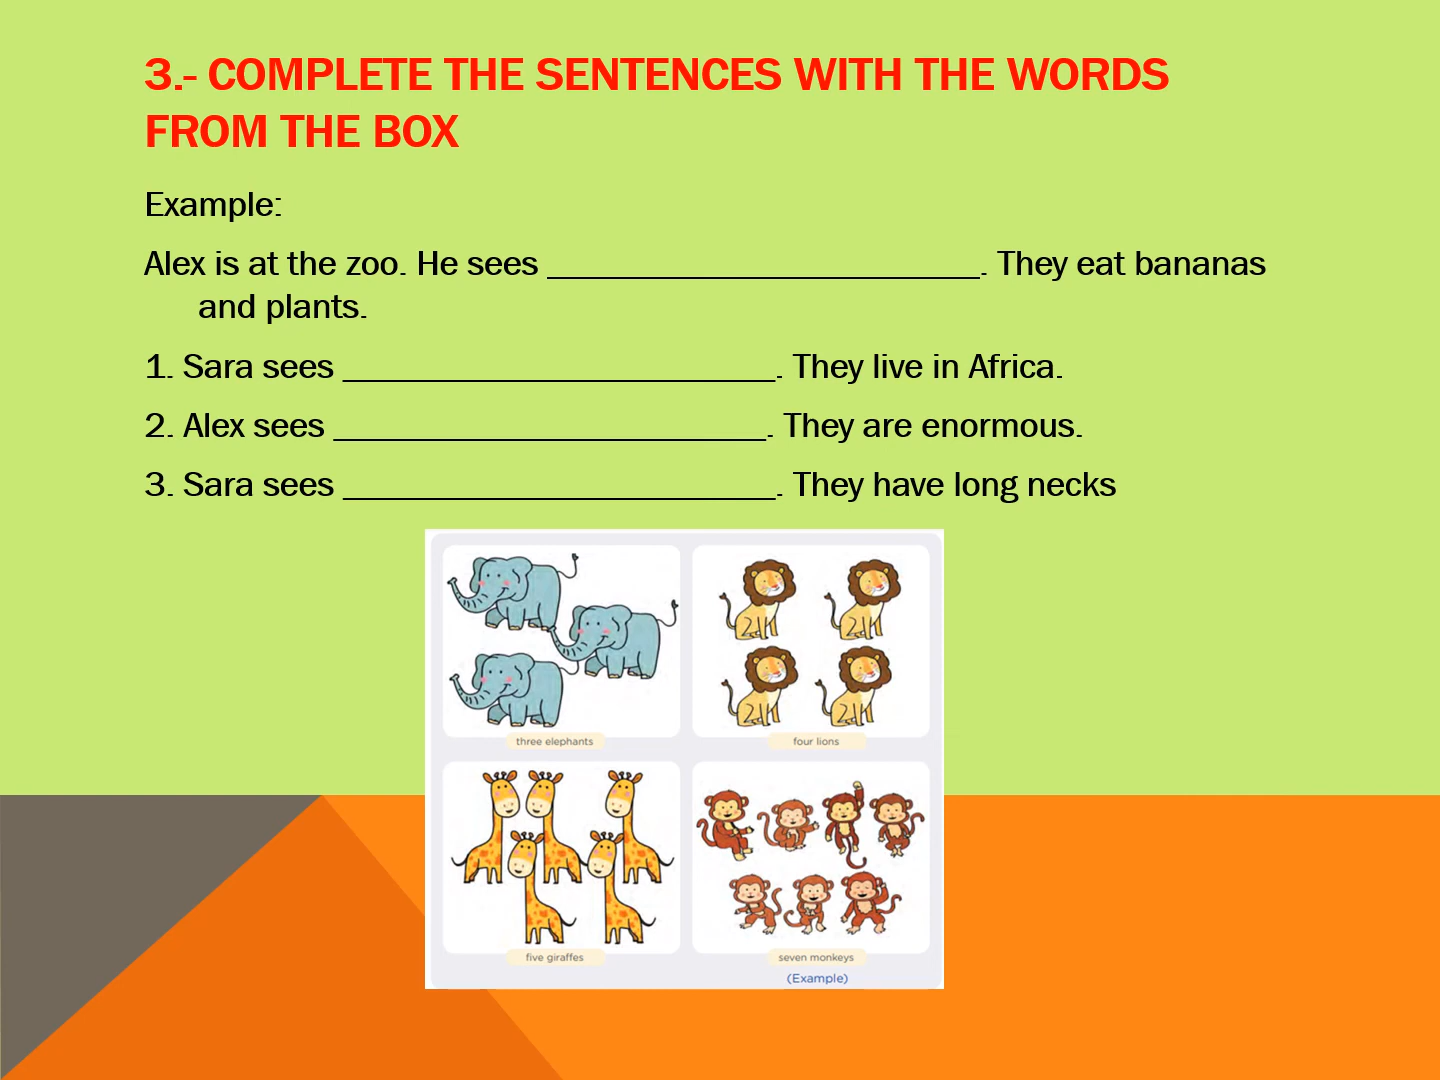 3.- COMPLETE THE SENTENCES WITH THE WORDS
FROM THE BOX
Example:
Alex is at the zoo. He sees ________________________. They eat bananas
and plants.
1. Sara sees ________________________. They live in Africa.
2. Alex sees ________________________. They are enormous.
3. Sara sees ________________________. They have long necks
three elephants
four lions
five giraffes
seven monkeys
(Example)